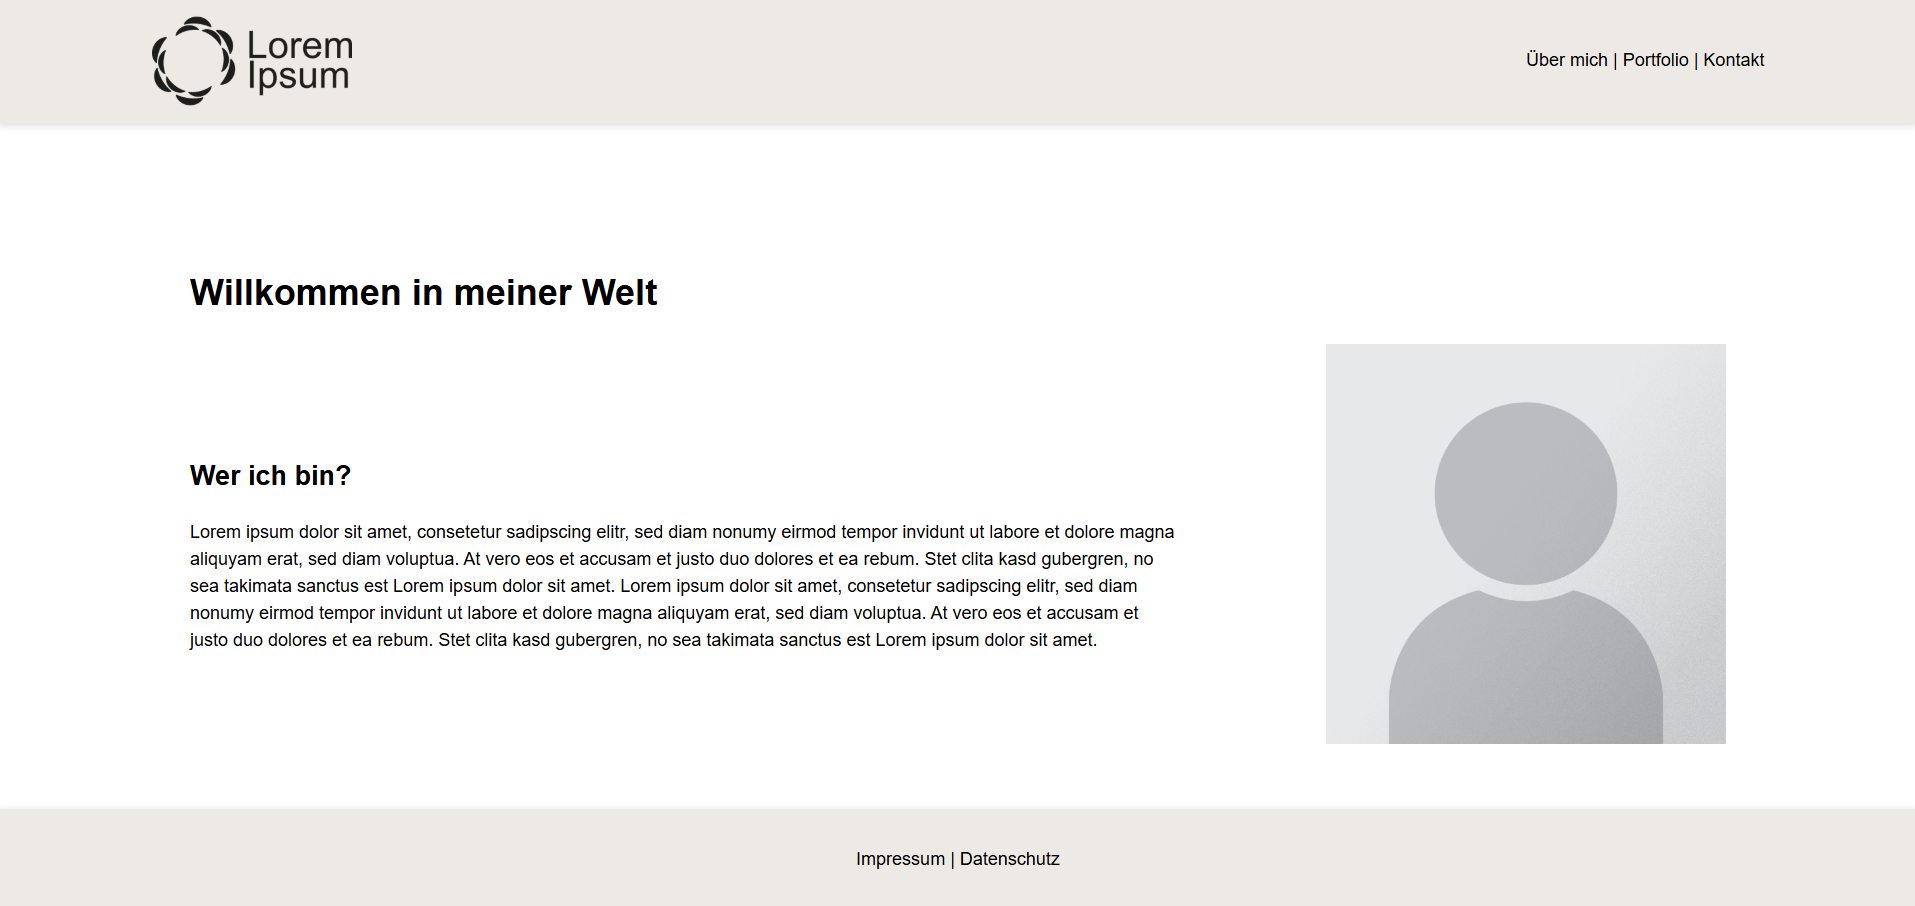 Lorem
Ipsum
Über mich | Portfolio | Kontakt
Willkommen in meiner Welt
Wer ich bin?
Lorem ipsum dolor sit amet, consetetur sadipscing elitr, sed diam nonumy eirmod tempor invidunt ut labore et dolore magna
aliquyam erat, sed diam voluptua. At vero eos et accusam et justo duo dolores et ea rebum. Stet clita kasd gubergren, no
sea takimata sanctus est Lorem ipsum dolor sit amet. Lorem ipsum dolor sit amet, consetetur sadipscing elitr, sed diam
nonumy eirmod tempor invidunt ut labore et dolore magna aliquyam erat, sed diam voluptua. At vero eos et accusam et
justo duo dolores et ea rebum. Stet clita kasd gubergren, no sea takimata sanctus est Lorem ipsum dolor sit amet.
Impressum | Datenschutz